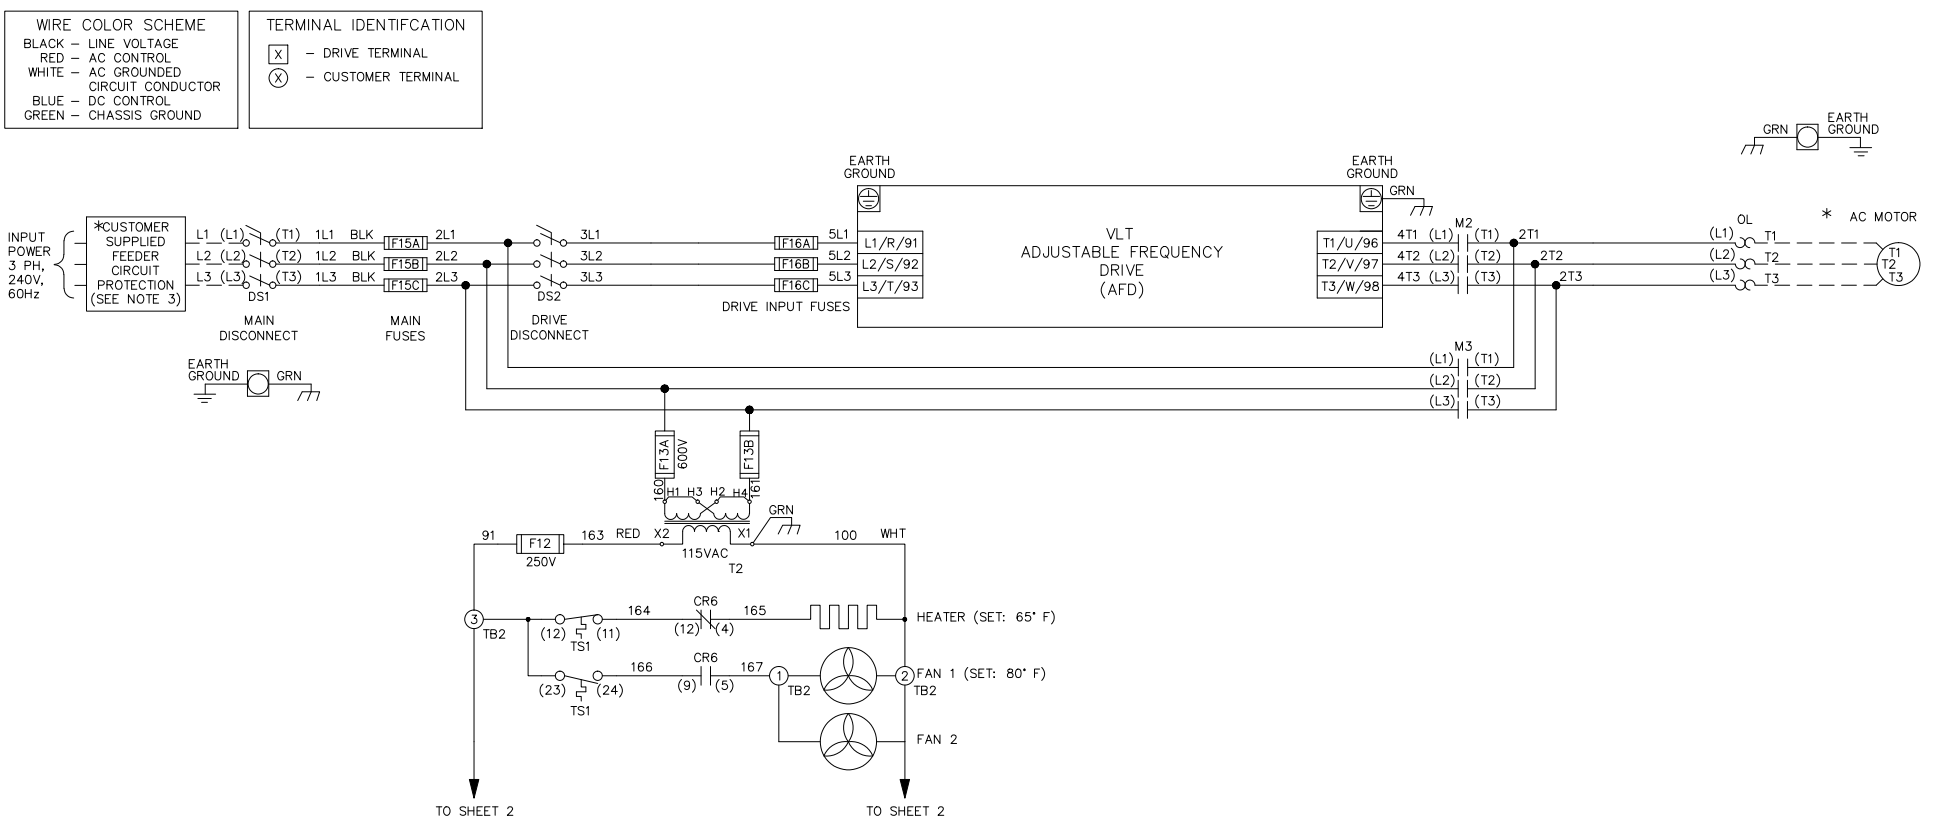 WIRE COLOR SCHEME
BLACK – LINE VOLTAGE
RED – AC CONTROL
WHITE – AC GROUNDED
CIRCUIT CONDUCTOR
BLUE – DC CONTROL
GREEN – CHASSIS GROUND
TERMINAL IDENTIFCATION
X – DRIVE TERMINAL
X – CUSTOMER TERMINAL
INPUT
POWER
3 PH,
240V,
60Hz
*CUSTOMER
SUPPLIED
FEEDER
CIRCUIT
PROTECTION
(SEE NOTE 3)
L1 (L1) (T1) 1L1 BLK F15A 2L1 3L1 F16A 5L1 L1/R/91
L2 (L2) (T2) 1L2 BLK F15B 2L2 3L2 F16B 5L2 L2/S/92
L3 (L3) (T3) 1L3 BLK F15C 2L3 3L3 F16C 5L3 L3/T/93
DS1
DS2
MAIN
DISCONNECT
MAIN
FUSES
DRIVE
DISCONNECT
DRIVE INPUT FUSES
EARTH
GROUND
GRN
EARTH
GROUND
VLT
ADJUSTABLE FREQUENCY
DRIVE
(AFD)
EARTH
GROUND
GRN
T1/U/96 4T1 (L1) M2 (T1) 2T1
T2/V/97 4T2 (L2) (T2) 2T2
T3/W/98 4T3 (L3) (T3) 2T3
GRN
EARTH
GROUND
OL
* AC MOTOR
(L1) T1
(L2) T2
(L3) T3
T1
T2
T3
M3
(L1) (T1)
(L2) (T2)
(L3) (T3)
F13A
600V
F13B
160
161
H1 H3 H2 H4
GRN
91 F12 163 RED X2 X1 100 WHT
250V
115VAC
T2
3
TB2
(12) (11)
TS1
164
CR6
(12) (4)
165
HEATER (SET: 65° F)
(23) (24)
TS1
166
CR6
(9) (5)
167
1
TB2
2
TB2
FAN 1 (SET: 80° F)
FAN 2
TO SHEET 2
TO SHEET 2